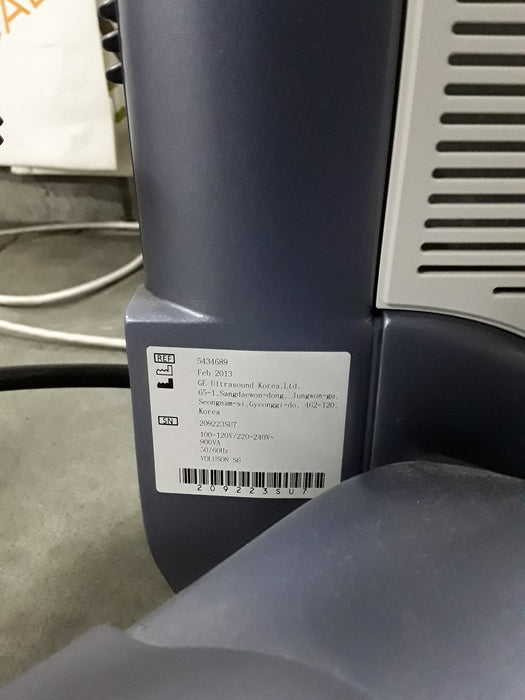 REF 5434689
Feb 2013
GE Ultrasound Korea,Ltd.
65-1,Sangdaewon-dong, Jungwon-gu,
Seongnam-si,Gyeonggi-do, 462-120,
Korea
SN 209223SU7
100-120V/220-240V~
900VA
50/60Hz
VOLUSON S6
209223SU7